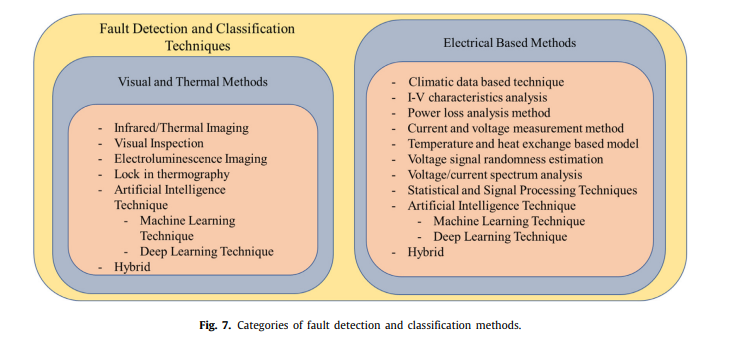 Fault Detection and Classification
Techniques
Visual and Thermal Methods
- Infrared/Thermal Imaging
- Visual Inspection
- Electroluminescence Imaging
- Lock in thermography
- Artificial Intelligence
Technique
- Machine Learning
Technique
- Deep Learning Technique
- Hybrid
Electrical Based Methods
- Climatic data based technique
- I-V characteristics analysis
- Power loss analysis method
- Current and voltage measurement method
- Temperature and heat exchange based model
- Voltage signal randomness estimation
- Voltage/current spectrum analysis
- Statistical and Signal Processing Techniques
- Artificial Intelligence Technique
- Machine Learning Technique
- Deep Learning Technique
- Hybrid
Fig. 7. Categories of fault detection and classification methods.